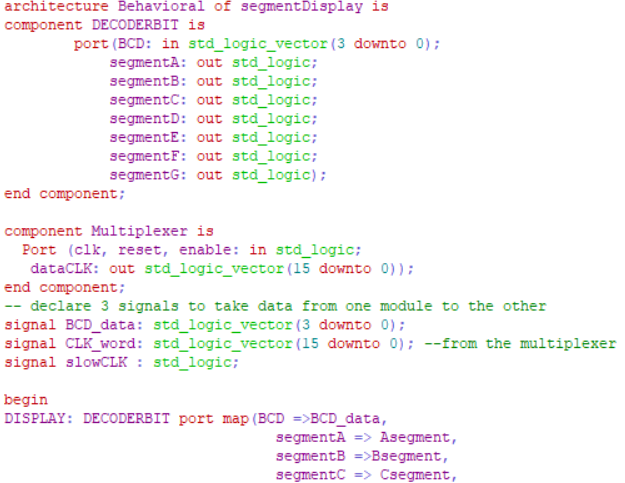 architecture Behavioral of segmentDisplay is
component DECODERBIT is
port(BCD: in std_logic_vector(3 downto 0);
segmentA: out std_logic;
segmentB: out std_logic;
segmentC: out std_logic;
segmentD: out std_logic;
segmentE: out std_logic;
segmentF: out std_logic;
segmentG: out std_logic);
end component;
component Multiplexer is
Port (clk, reset, enable: in std_logic;
dataCLK: out std_logic_vector(15 downto 0));
end component;
-- declare 3 signals to take data from one module to the other
signal BCD_data: std_logic_vector(3 downto 0);
signal CLK_word: std_logic_vector(15 downto 0); --from the multiplexer
signal slowCLK : std_logic;
begin
DISPLAY: DECODERBIT port map(BCD =>BCD_data,
segmentA => Asegment,
segmentB =>Bsegment,
segmentC => Csegment,